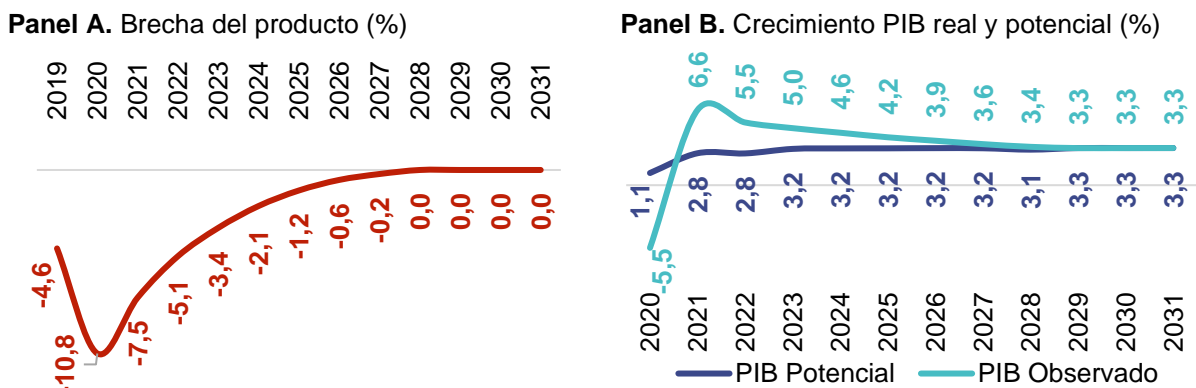 Panel A. Brecha del producto (%)
2019 2020 2021 2022 2023 2024 2025 2026 2027 2028 2029 2030 2031
-4,6 -10,8 -7,5 -5,1 -3,4 -2,1 -1,2 -0,6 -0,2 0,0 0,0 0,0 0,0
Panel B. Crecimiento PIB real y potencial (%)
6,6 5,5 5,0 4,6 4,2 3,9 3,6 3,4 3,3 3,3 3,3
1,1 2,8 2,8 3,2 3,2 3,2 3,2 3,2 3,1 3,3 3,3 3,3
-5,5
2020 2021 2022 2023 2024 2025 2026 2027 2028 2029 2030 2031
PIB Potencial PIB Observado